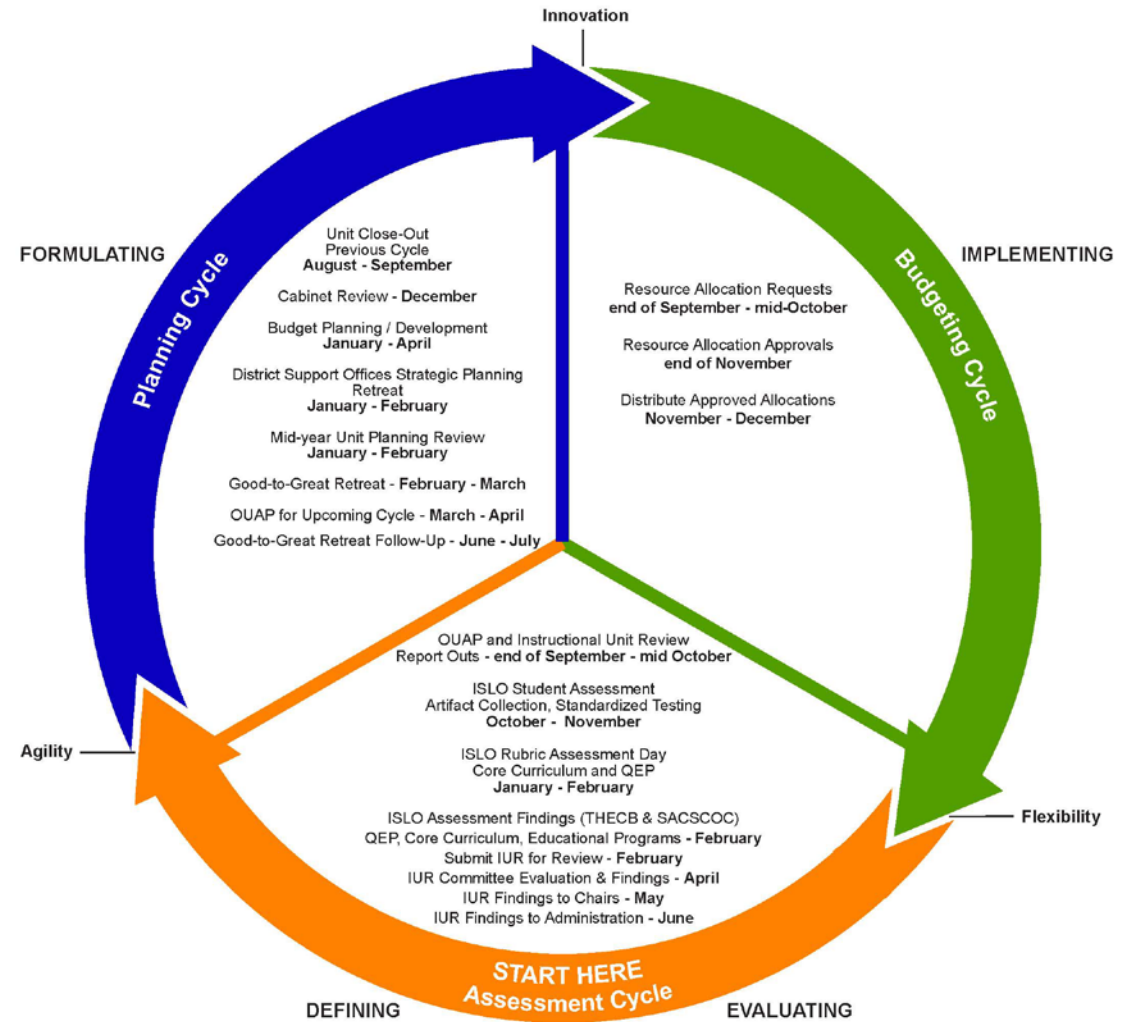 Innovation
FORMULATING
IMPLEMENTING
Planning Cycle
Budgeting Cycle
Unit Close-Out
Previous Cycle
August - September
Cabinet Review - December
Budget Planning / Development
January - April
District Support Offices Strategic Planning
Retreat
January - February
Mid-year Unit Planning Review
January - February
Good-to-Great Retreat - February - March
OUAP for Upcoming Cycle - March - April
Good-to-Great Retreat Follow-Up - June - July
Resource Allocation Requests
end of September - mid-October
Resource Allocation Approvals
end of November
Distribute Approved Allocations
November - December
OUAP and Instructional Unit Review
Report Outs - end of September - mid October
ISLO Student Assessment
Artifact Collection, Standardized Testing
October - November
ISLO Rubric Assessment Day
Core Curriculum and QEP
January - February
ISLO Assessment Findings (THECB & SACSCOC)
QEP, Core Curriculum, Educational Programs - February
Submit IUR for Review - February
IUR Committee Evaluation & Findings - April
IUR Findings to Chairs - May
IUR Findings to Administration - June
Agility
Flexibility
START HERE
Assessment Cycle
DEFINING
EVALUATING